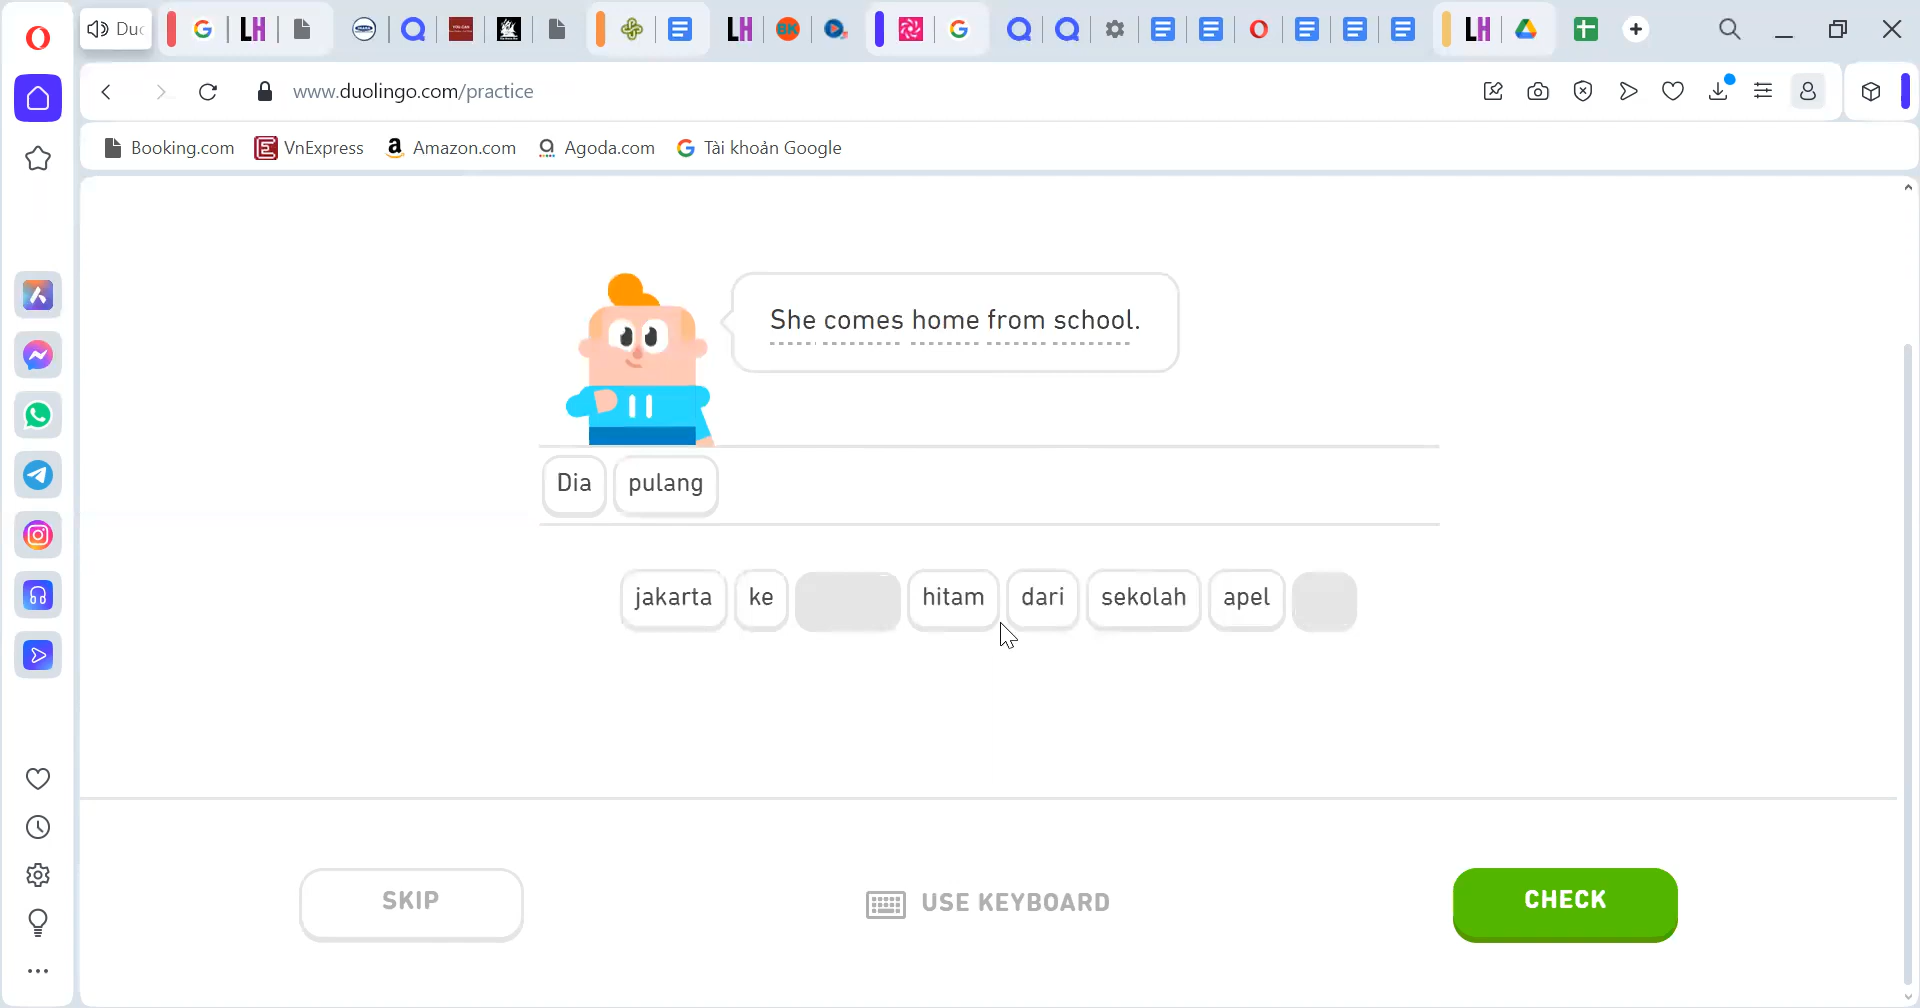 Duo
www.duolingo.com/practice
Booking.com VnExpress Amazon.com Agoda.com Tài khoản Google
She comes home from school.
Dia pulang
jakarta ke hitam dari sekolah apel
SKIP USE KEYBOARD CHECK